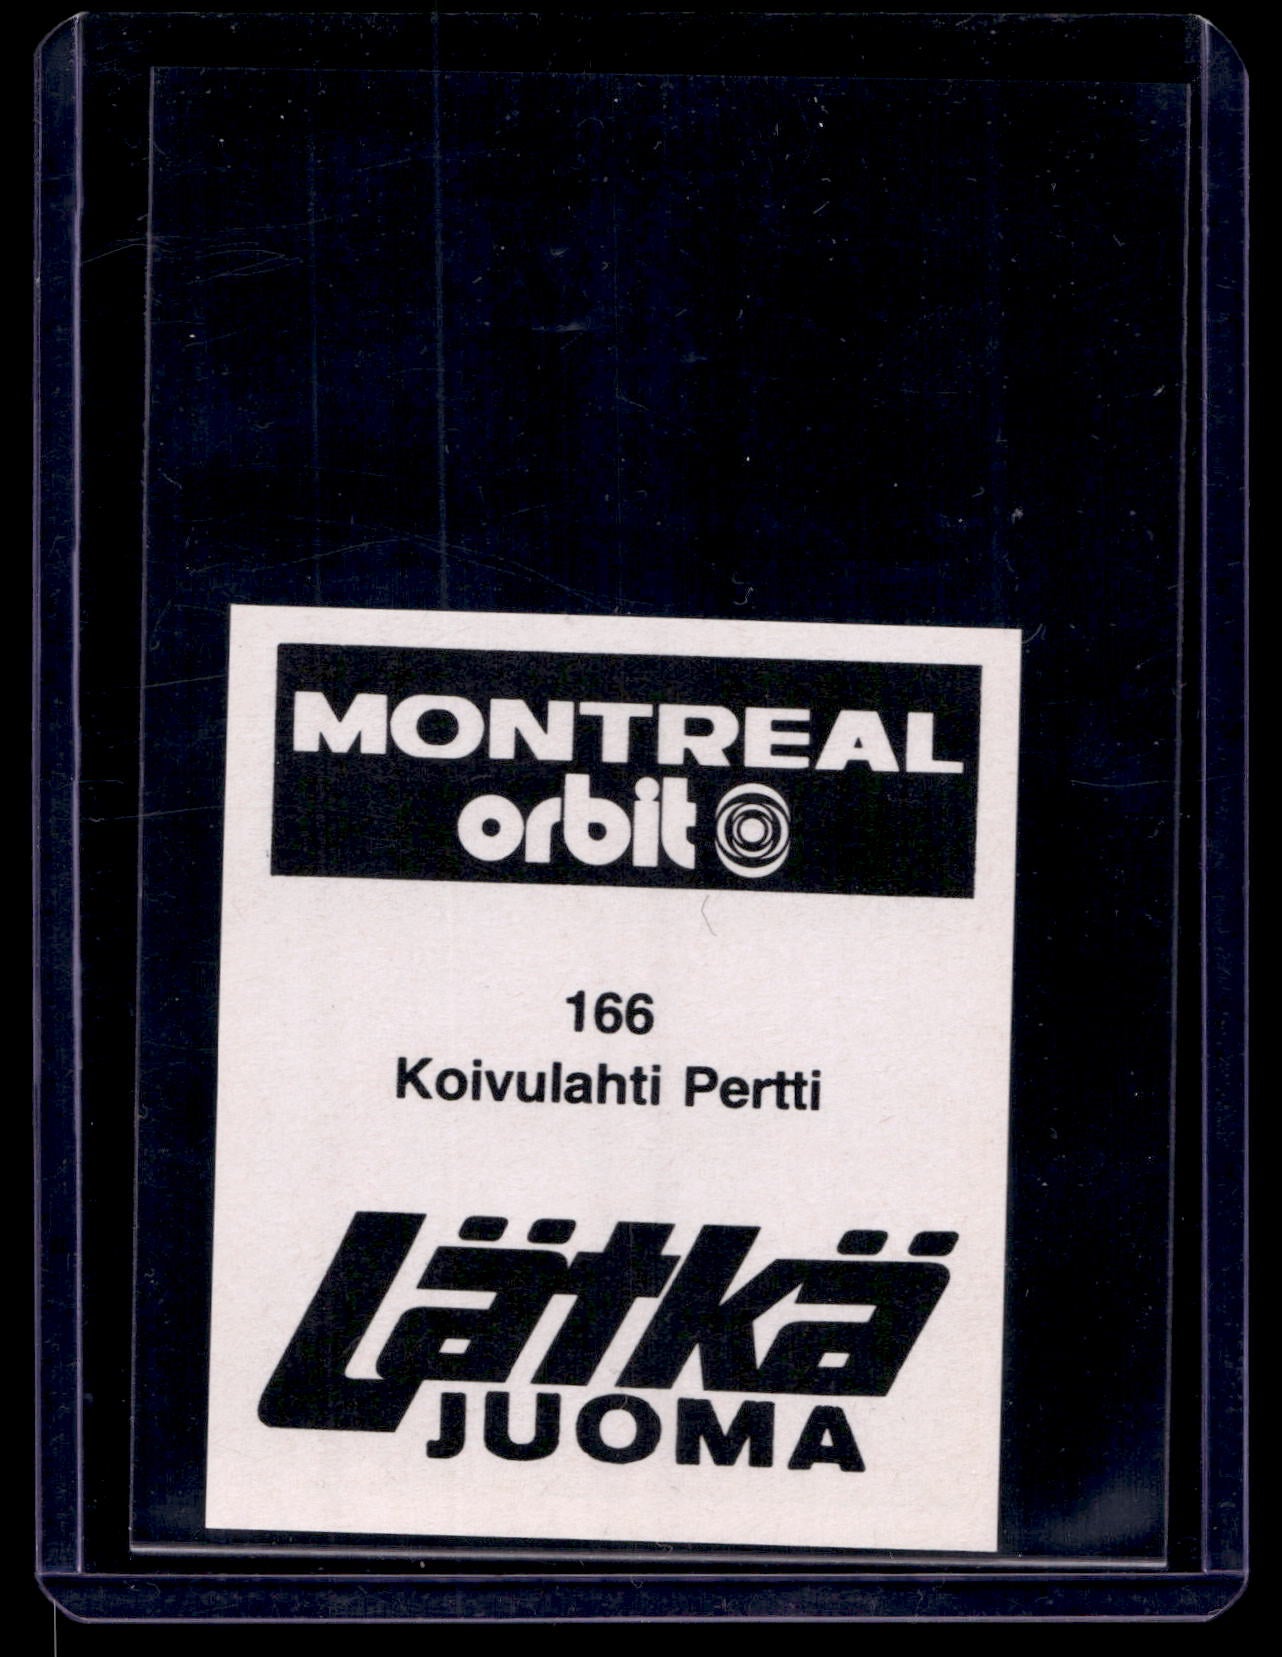 MONTREAL
orbit
166
Koivulahti Pertti
Lätkä
JUOMA